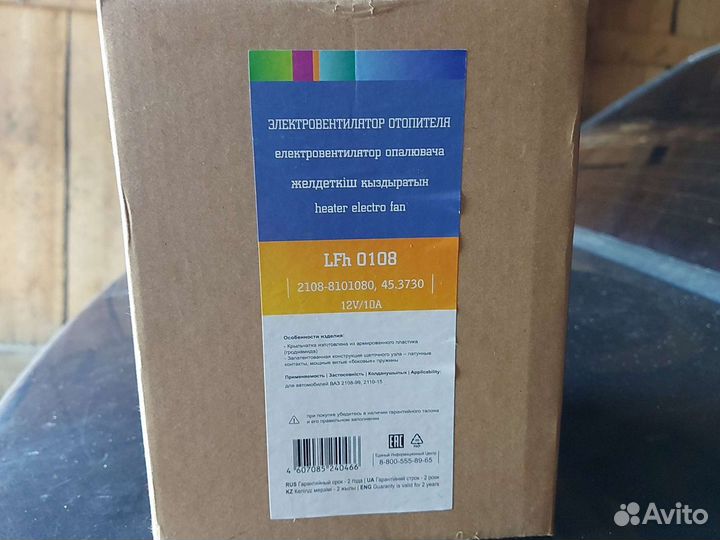 ЭЛЕКТРОВЕНТИЛЯТОР ОТОПИТЕЛЯ
електровентилятор опалювача
желдеткіш қыздыратын
heater electro fan
LFh 0108
2108-8101080, 45.3730
12V/10A
Особенности изделия:
- Крыльчатка изготовлена из армированного пластика
(гроднамида)
- Запатентованная конструкция щеточного узла – латунные
контакты, мощные витые «боковые» пружины
Применяемость | Застосовність | Колданушылык | Applicability:
для автомобилей ВАЗ 2108-99, 2110-15
при покупке убедитесь в наличии гарантийного талона
и его правильном заполнении
EAC
4 607085 240466
Единый Информационный Центр
8-800-555-89-65
RUS Гарантийный срок - 2 года | UA Гарантійний строк - 2 роки
KZ Кепілд мерзімі - 2 жылы | ENG Guaranty is valid for 2 years
Avito